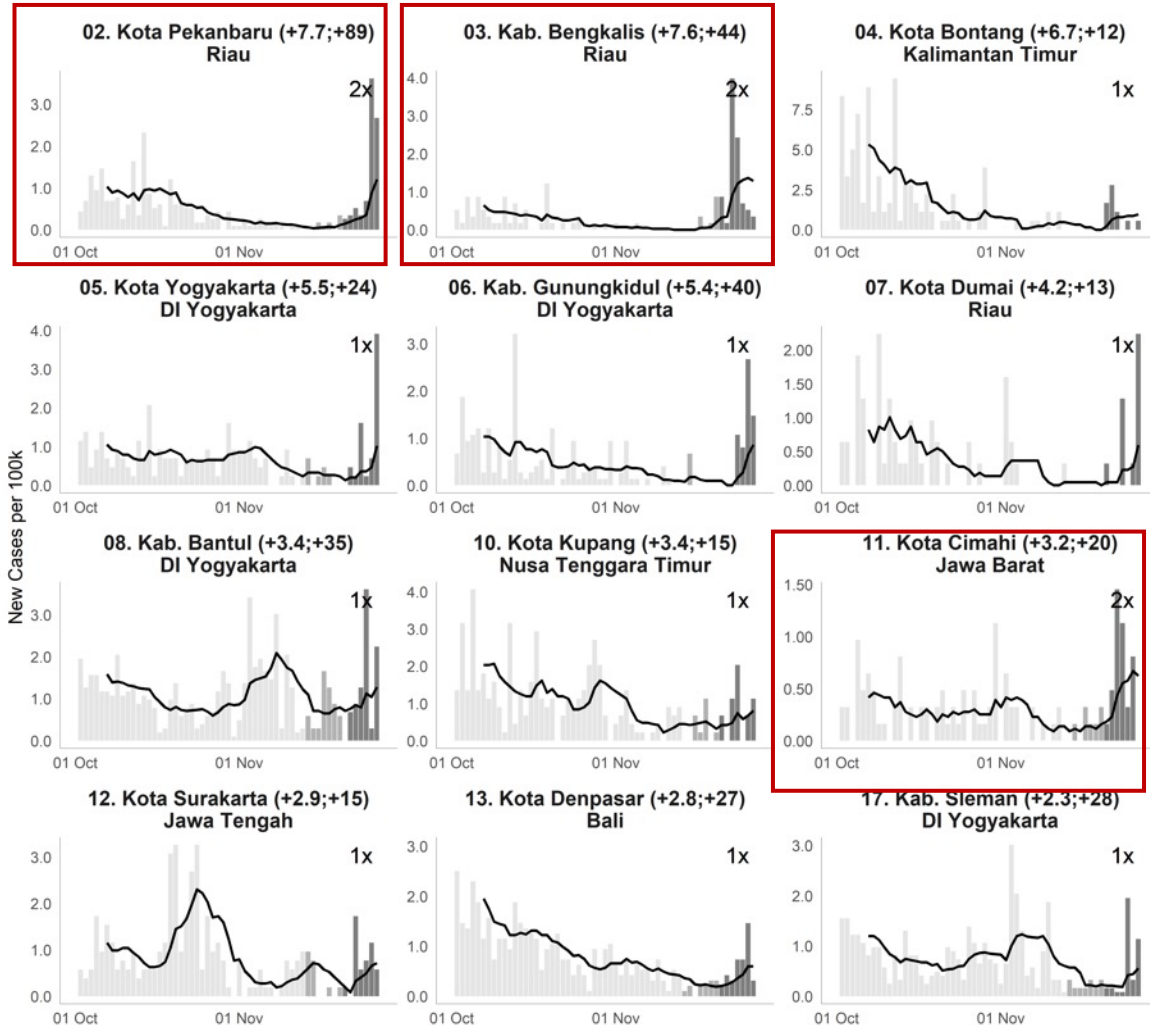 02. Kota Pekanbaru (+7.7;+89)
Riau
2x
3.0
2.0
1.0
0.0
01 Oct
01 Nov
03. Kab. Bengkalis (+7.6;+44)
Riau
2x
4.0
3.0
2.0
1.0
0.0
01 Oct
01 Nov
04. Kota Bontang (+6.7;+12)
Kalimantan Timur
1x
7.5
5.0
2.5
0.0
01 Oct
01 Nov
05. Kota Yogyakarta (+5.5;+24)
DI Yogyakarta
1x
4.0
3.0
2.0
1.0
0.0
01 Oct
01 Nov
06. Kab. Gunungkidul (+5.4;+40)
DI Yogyakarta
1x
3.0
2.0
1.0
0.0
01 Oct
01 Nov
07. Kota Dumai (+4.2;+13)
Riau
1x
2.00
1.50
1.00
0.50
0.00
01 Oct
01 Nov
New Cases per 100k
08. Kab. Bantul (+3.4;+35)
DI Yogyakarta
1x
3.0
2.0
1.0
0.0
01 Oct
01 Nov
10. Kota Kupang (+3.4;+15)
Nusa Tenggara Timur
1x
4.0
3.0
2.0
1.0
0.0
01 Oct
01 Nov
11. Kota Cimahi (+3.2;+20)
Jawa Barat
2x
1.50
1.00
0.50
0.00
01 Oct
01 Nov
12. Kota Surakarta (+2.9;+15)
Jawa Tengah
1x
3.0
2.0
1.0
0.0
01 Oct
01 Nov
13. Kota Denpasar (+2.8;+27)
Bali
1x
3.0
2.0
1.0
0.0
01 Oct
01 Nov
17. Kab. Sleman (+2.3;+28)
DI Yogyakarta
1x
3.0
2.0
1.0
0.0
01 Oct
01 Nov